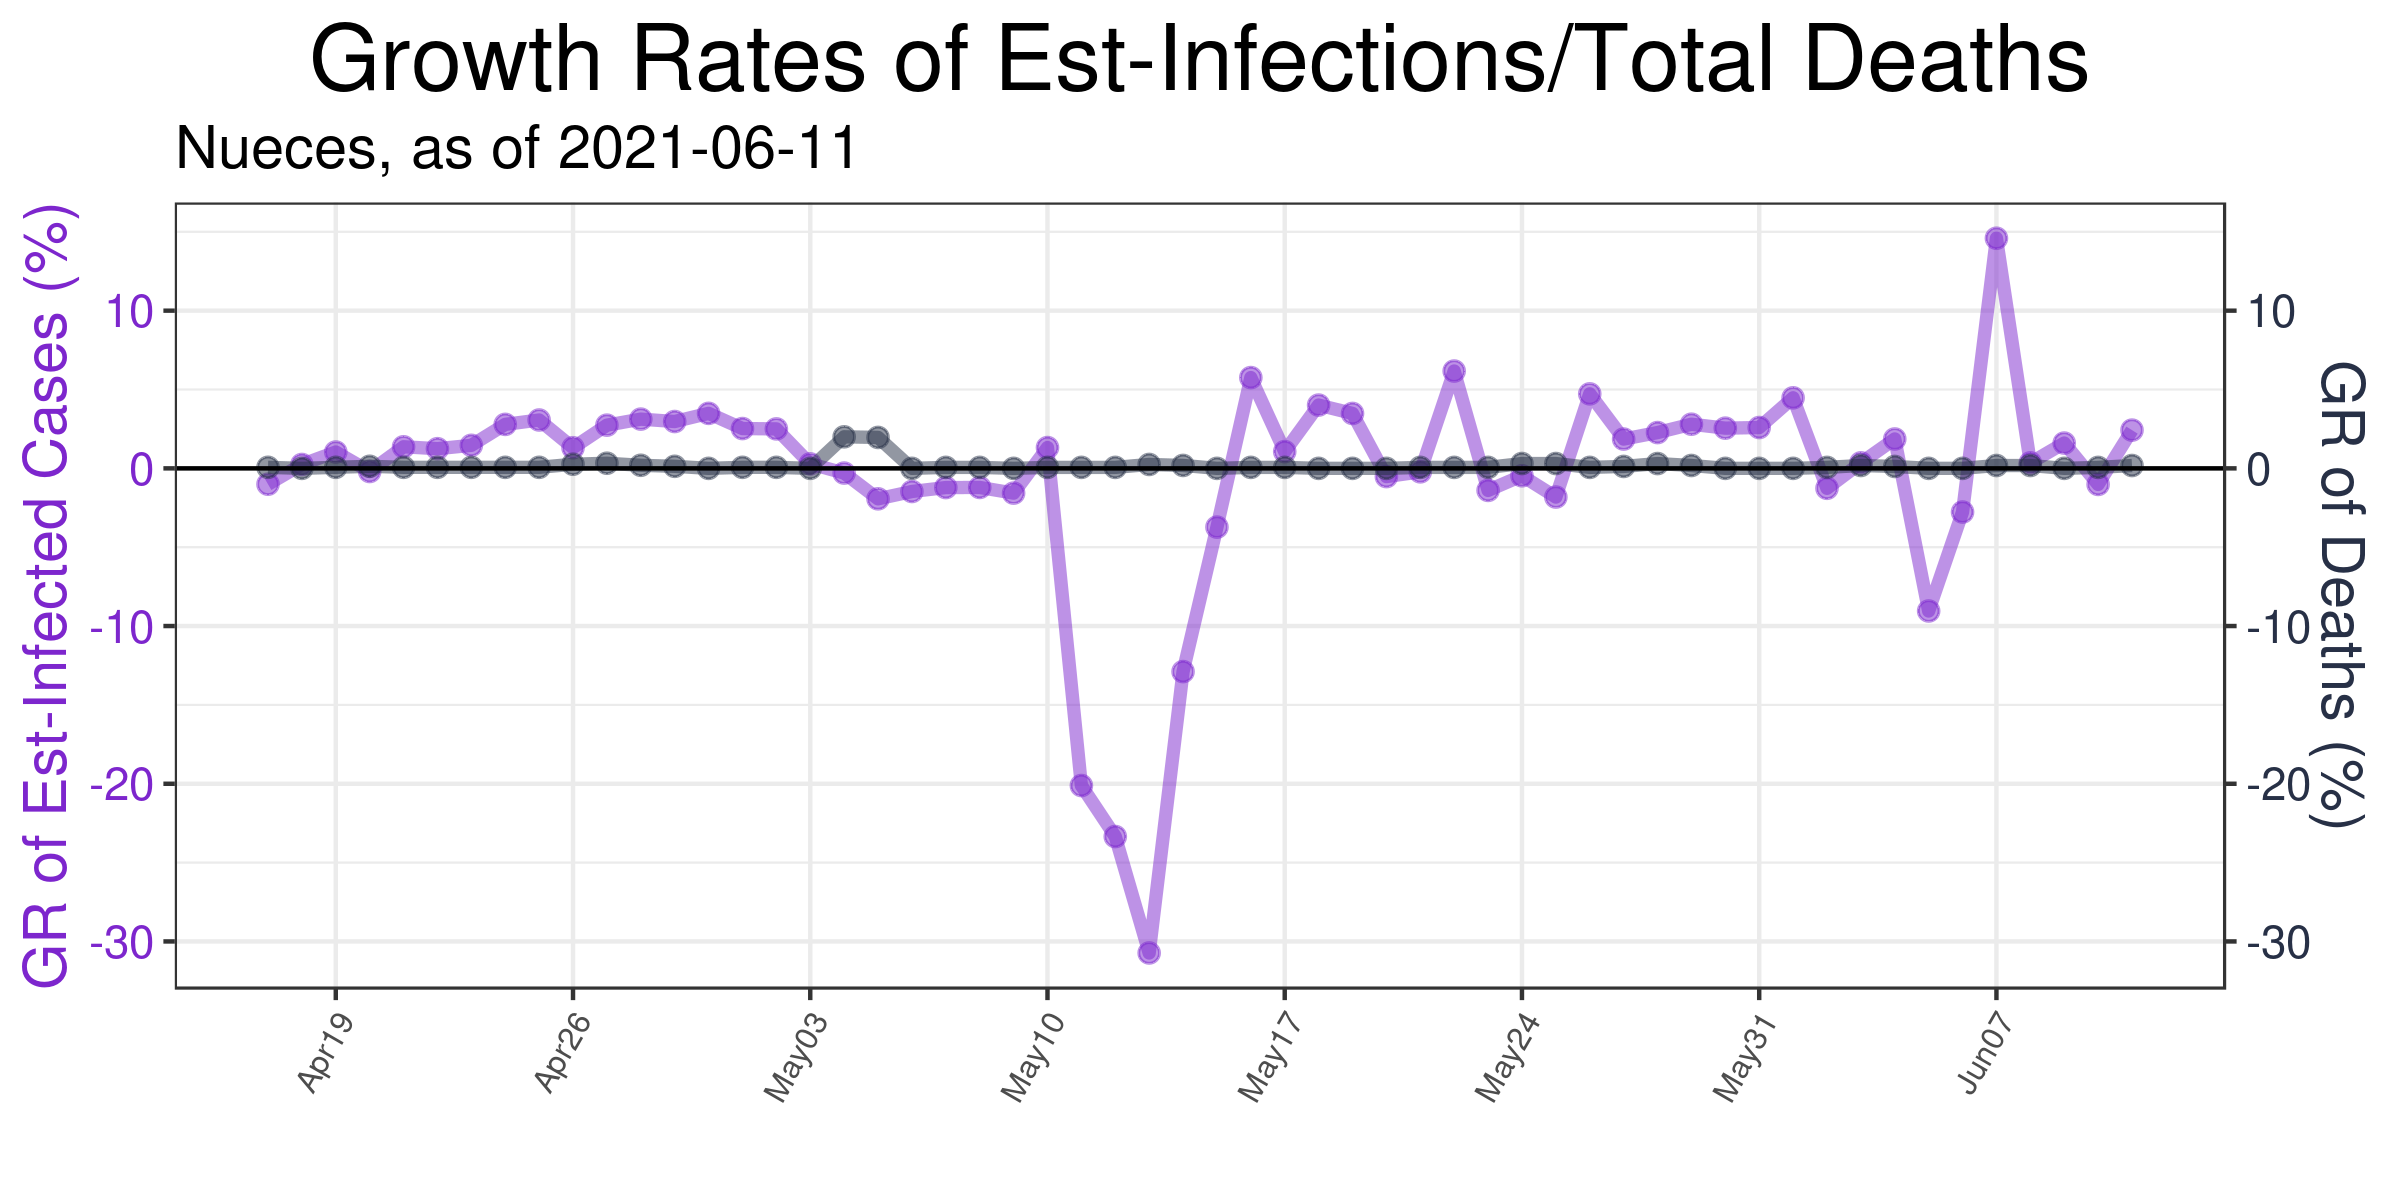 Growth Rates of Est-Infections/Total Deaths
Nueces, as of 2021-06-11
GR of Est-Infected Cases (%)
10
0
-10
-20
-30
10
0
-10
-20
-30
GR of Deaths (%)
Apr19
Apr26
May03
May10
May17
May24
May31
Jun07